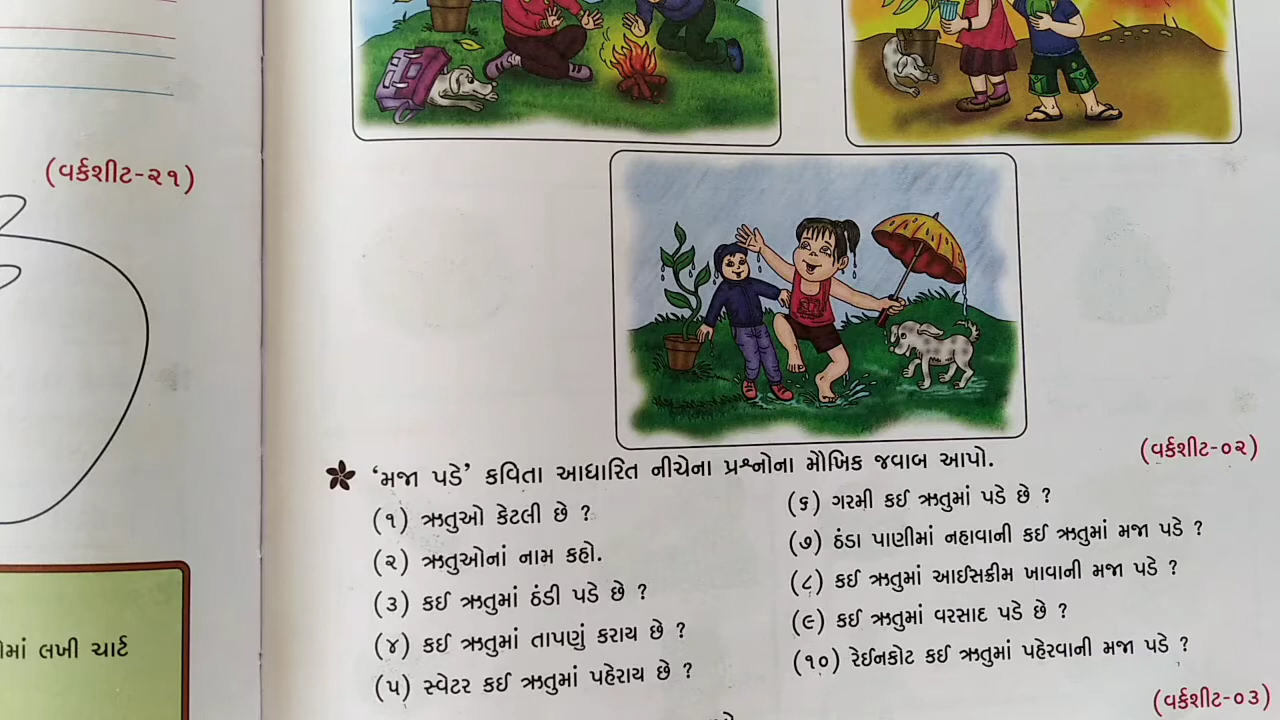 (વર્કશીટ-૨૧)
માં લખી ચાર્ટ
(વર્કશીટ-૦૨)
‘મજા પડે’ કવિતા આધારિત નીચેના પ્રશ્નોના મૌખિક જવાબ આપો.
(૧) ઋતુઓ કેટલી છે ?
(૨) ઋતુઓનાં નામ કહો.
(૩) કઈ ઋતુમાં ઠંડી પડે છે ?
(૪) કઈ ઋતુમાં તાપણું કરાય છે ?
(૫) સ્વેટર કઈ ઋતુમાં પહેરાય છે ?
(૬) ગરમી કઈ ઋતુમાં પડે છે ?
(૭) ઠંડા પાણીમાં નહાવાની કઈ ઋતુમાં મજા પડે ?
(૮) કઈ ઋતુમાં આઈસક્રીમ ખાવાની મજા પડે ?
(૯) કઈ ઋતુમાં વરસાદ પડે છે ?
(૧૦) રેઈનકોટ કઈ ઋતુમાં પહેરવાની મજા પડે ?
(વર્કશીટ-૦૩)